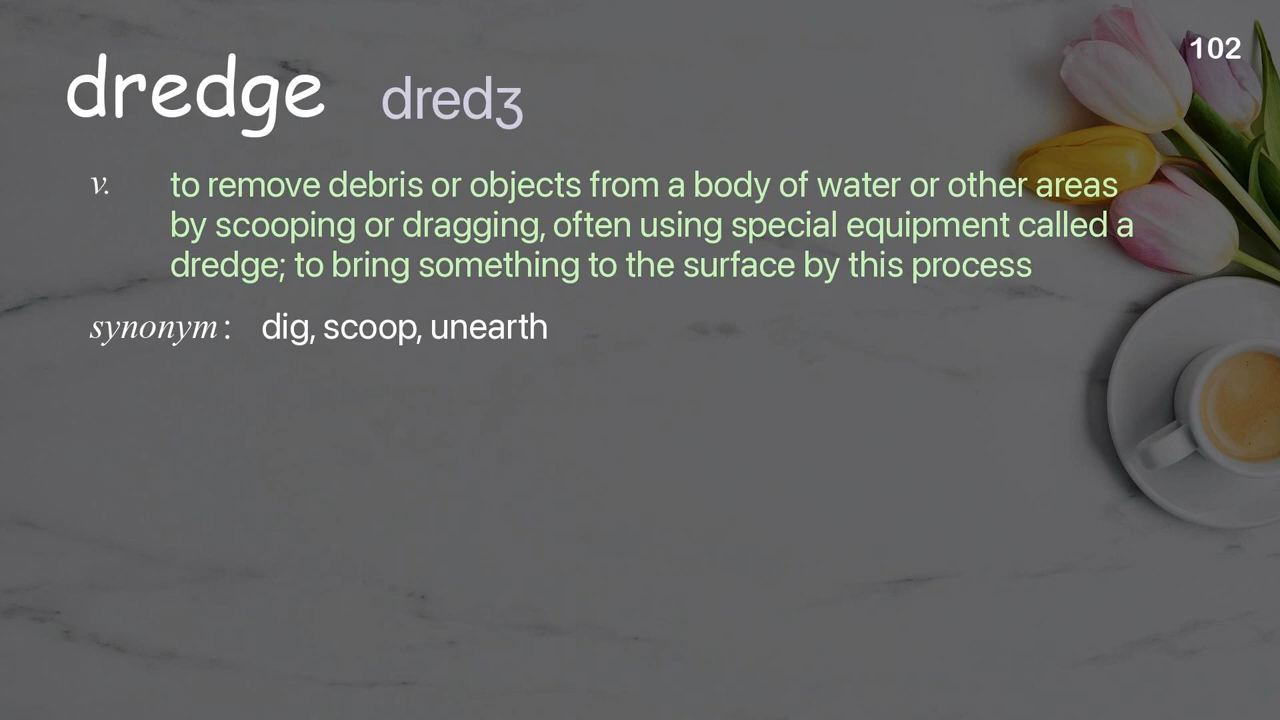 102
dredge dredʒ
v. to remove debris or objects from a body of water or other areas
by scooping or dragging, often using special equipment called a
dredge; to bring something to the surface by this process
synonym : dig, scoop, unearth